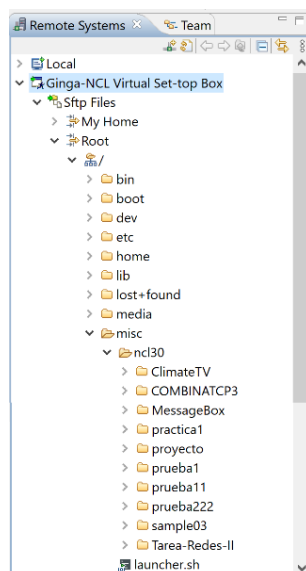 Remote Systems Team
Local
Ginga-NCL Virtual Set-top Box
Sftp Files
My Home
Root
/
bin
boot
dev
etc
home
lib
lost+found
media
misc
ncl30
ClimateTV
COMBINATCP3
MessageBox
practica1
proyecto
prueba1
prueba11
prueba222
sample03
Tarea-Redes-II
launcher.sh